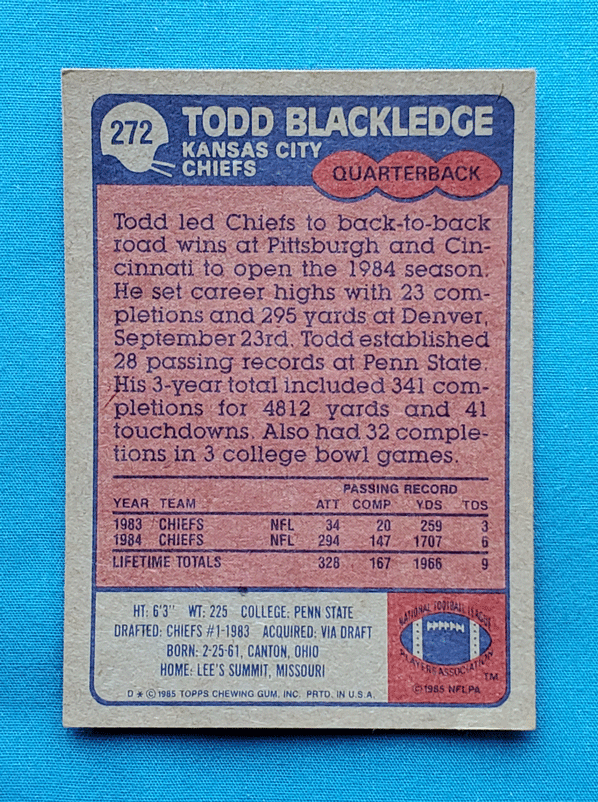 272
TODD BLACKLEDGE
KANSAS CITY
CHIEFS
QUARTERBACK
Todd led Chiefs to back-to-back
road wins at Pittsburgh and Cin-
cinnati to open the 1984 season.
He set career highs with 23 com-
pletions and 295 yards at Denver,
September 23rd. Todd established
28 passing records at Penn State.
His 3-year total included 341 com-
pletions for 4812 yards and 41
touchdowns. Also had 32 comple-
tions in 3 college bowl games.
PASSING RECORD
YEAR TEAM ATT COMP YDS TDS
1983 CHIEFS NFL 34 20 259 3
1984 CHIEFS NFL 294 147 1707 6
LIFETIME TOTALS 328 167 1966 9
HT: 6'3" WT: 225 COLLEGE: PENN STATE
DRAFTED: CHIEFS #1-1983 ACQUIRED: VIA DRAFT
BORN: 2-25-61, CANTON, OHIO
HOME: LEE'S SUMMIT, MISSOURI
D * © 1985 TOPPS CHEWING GUM, INC. PRTD. IN U.S.A.
NATIONAL FOOTBALL LEAGUE
PLAYERS ASSOCIATION
TM
© 1985 NFLPA